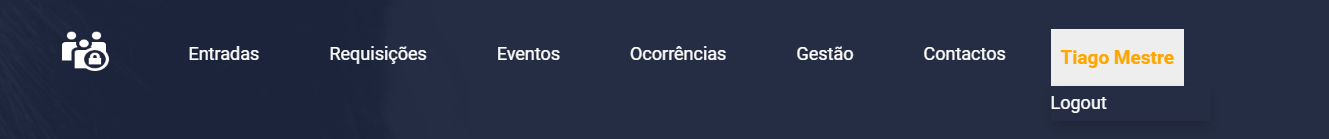 Entradas Requisições Eventos Ocorrências Gestão Contactos Tiago Mestre
Logout